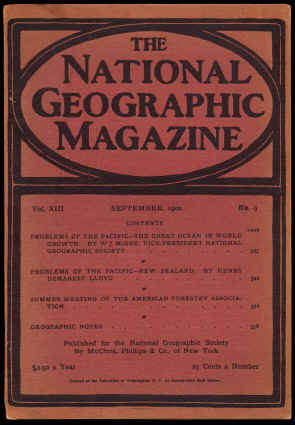 THE
NATIONAL
GEOGRAPHIC
MAGAZINE
Vol. XIII SEPTEMBER, 1902 No. 9
CONTENTS
PAGE
PROBLEMS OF THE PACIFIC—THE GREAT OCEAN IN WORLD
GROWTH. BY W J McGEE, VICE-PRESIDENT NATIONAL
GEOGRAPHIC SOCIETY
PROBLEMS OF THE PACIFIC—NEW ZEALAND. BY HENRY
DEMAREST LLOYD
SUMMER MEETING OF THE AMERICAN FORESTRY ASSOCIA-
TION
GEOGRAPHIC NOTES
Published for the National Geographic Society
By McClure, Phillips & Co., of New York
$2.50 a Year 25 Cents a Number